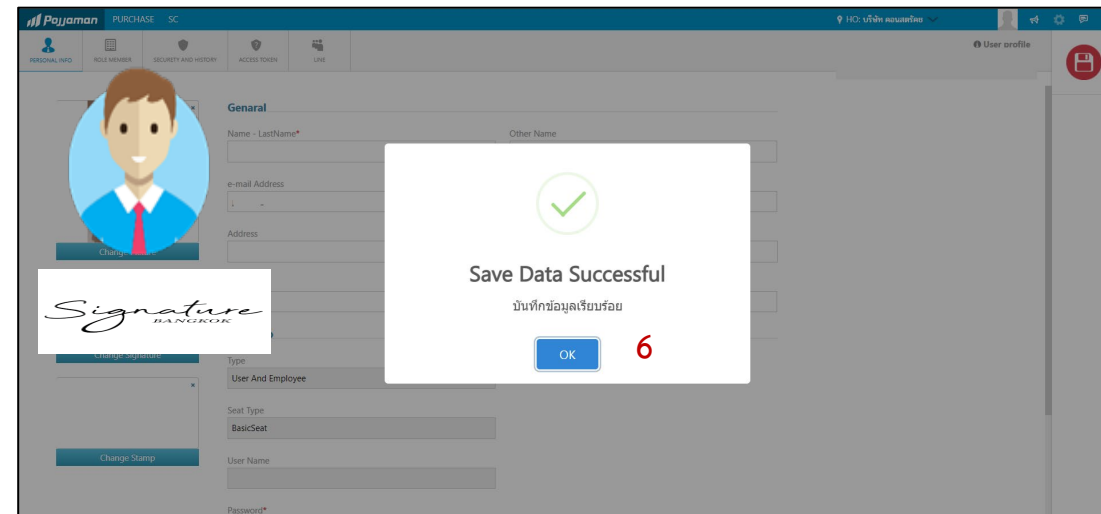 Pojjaman PURCHASE SC HO: บริษัท คอนสตรัคย
PERSONAL INFO ROLE MEMBER SECURITY AND HISTORY ACCESS TOKEN LINE User profile
Genaral
Name - LastName* Other Name
e-mail Address
Address
Change
Signature
BANGKOK
Change Signature
Save Data Successful
บันทึกข้อมูลเรียบร้อย
OK 6
Type
User And Employee
Seat Type
BasicSeat
Change Stamp
User Name
Password*